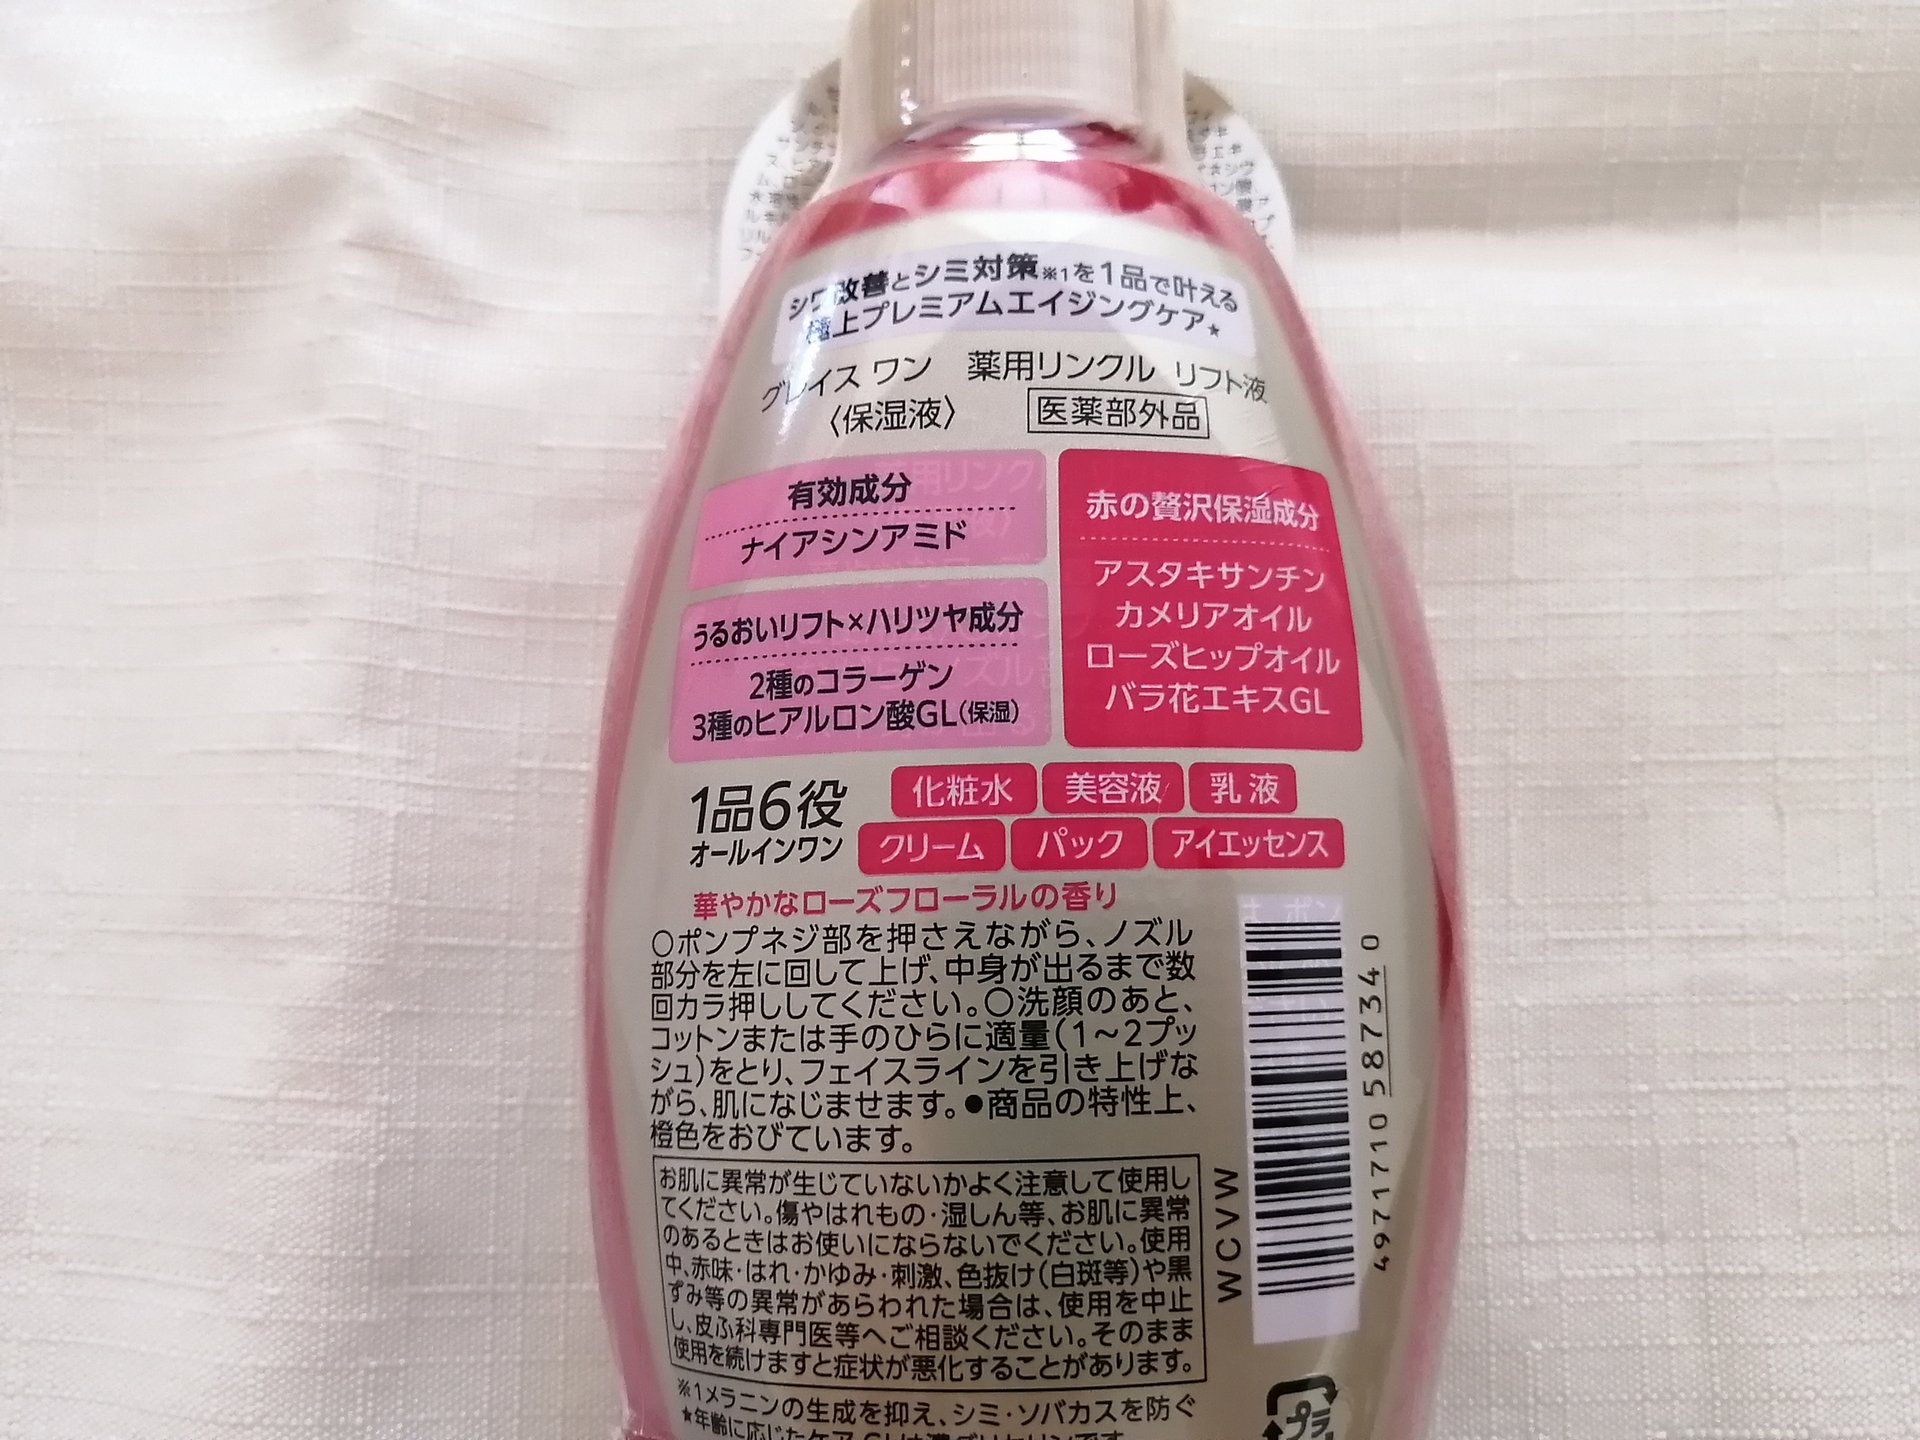 シワ改善とシミ対策※1を1品で叶える
極上プレミアムエイジングケア★
グレイス ワン 薬用リンクル リフト液
〈保湿液〉 医薬部外品
有効成分
ナイアシンアミド
うるおいリフト×ハリツヤ成分
2種のコラーゲン
3種のヒアルロン酸GL(保湿)
赤の贅沢保湿成分
アスタキサンチン
カメリアオイル
ローズヒップオイル
バラ花エキスGL
1品6役
オールインワン
化粧水 美容液 乳液
クリーム パック アイエッセンス
華やかなローズフローラルの香り
○ポンプネジ部を押さえながら、ノズル
部分を左に回して上げ、中身が出るまで数
回カラ押ししてください。○洗顔のあと、
コットンまたは手のひらに適量(1～2プッ
シュ)をとり、フェイスラインを引き上げな
がら、肌になじませます。●商品の特性上、
橙色をおびています。
お肌に異常が生じていないかよく注意して使用し
てください。傷やはれもの・湿しん等、お肌に異常
のあるときはお使いにならないでください。使用
中、赤味・はれ・かゆみ・刺激、色抜け(白斑等)や黒
ずみ等の異常があらわれた場合は、使用を中止
し、皮ふ科専門医等へご相談ください。そのまま
使用を続けますと症状が悪化することがあります。
※1メラニンの生成を抑え、シミ・ソバカスを防ぐ
★年齢に応じたケア
WCVW
4971710 587340
プラ